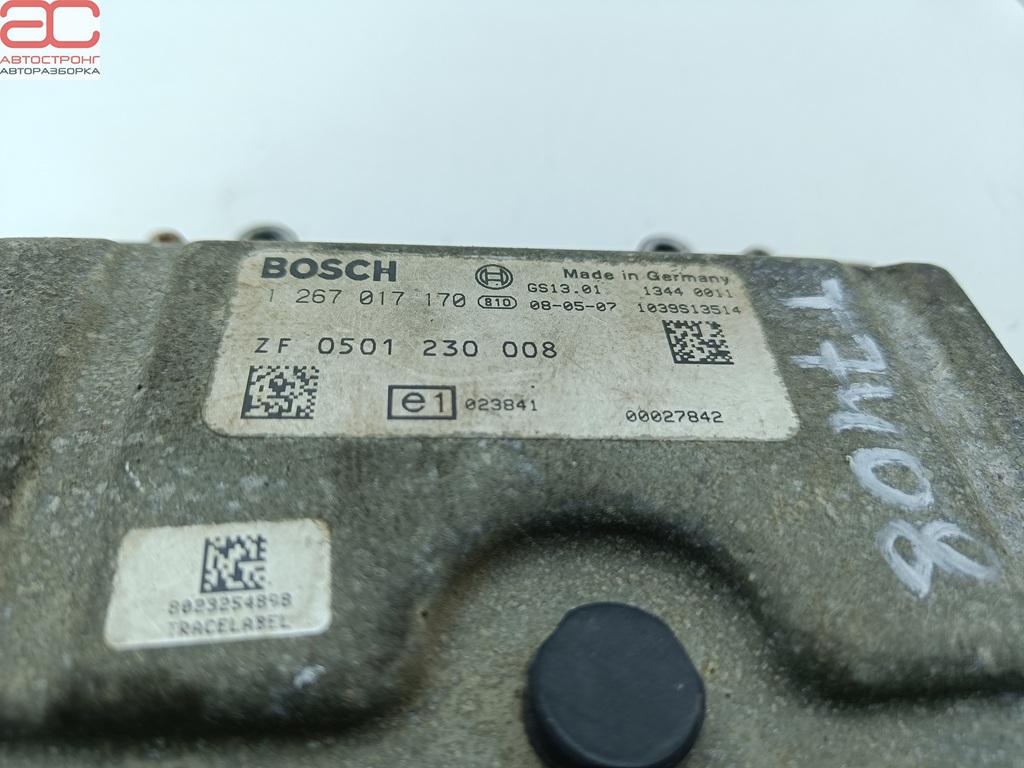 АВТОСТРОНГ
АВТОРАЗБОРКА
BOSCH
Made in Germany
GS13.01 1344 0011
1 267 017 170 810 08-05-07 1039S13514
ZF 0501 230 008
e1 023841
00027842
8023254898
TRACELABEL